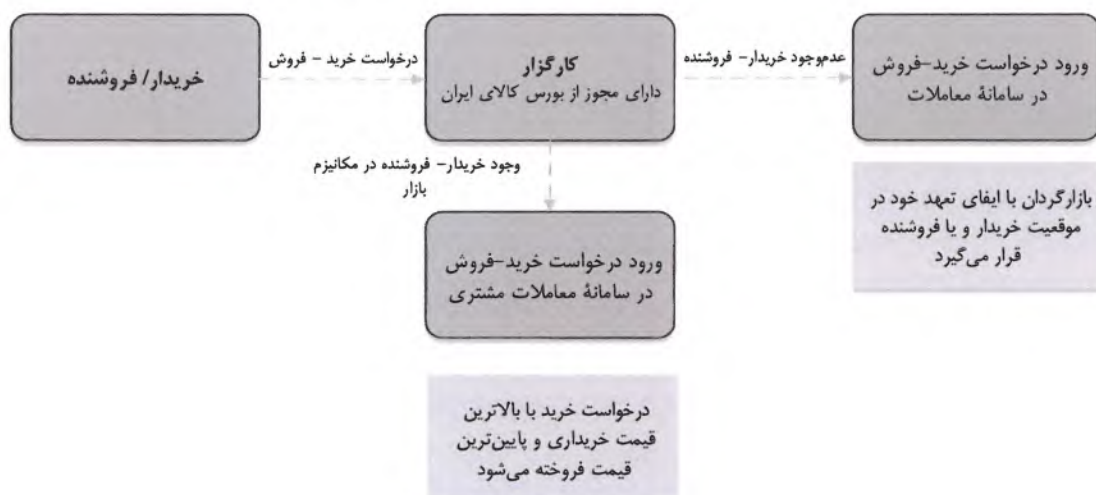 خریدار/ فروشنده
درخواست خرید – فروش
کارگزار
دارای مجوز از بورس کالای ایران
عدم‌وجود خریدار– فروشنده
ورود درخواست خرید–فروش
در سامانهٔ معاملات
بازارگردان با ایفای تعهد خود در
موقعیت خریدار و یا فروشنده
قرار می‌گیرد
وجود خریدار– فروشنده در مکانیزم
بازار
ورود درخواست خرید–فروش
در سامانهٔ معاملات مشتری
درخواست خرید با بالاترین
قیمت خریداری و پایین‌ترین
قیمت فروخته می‌شود